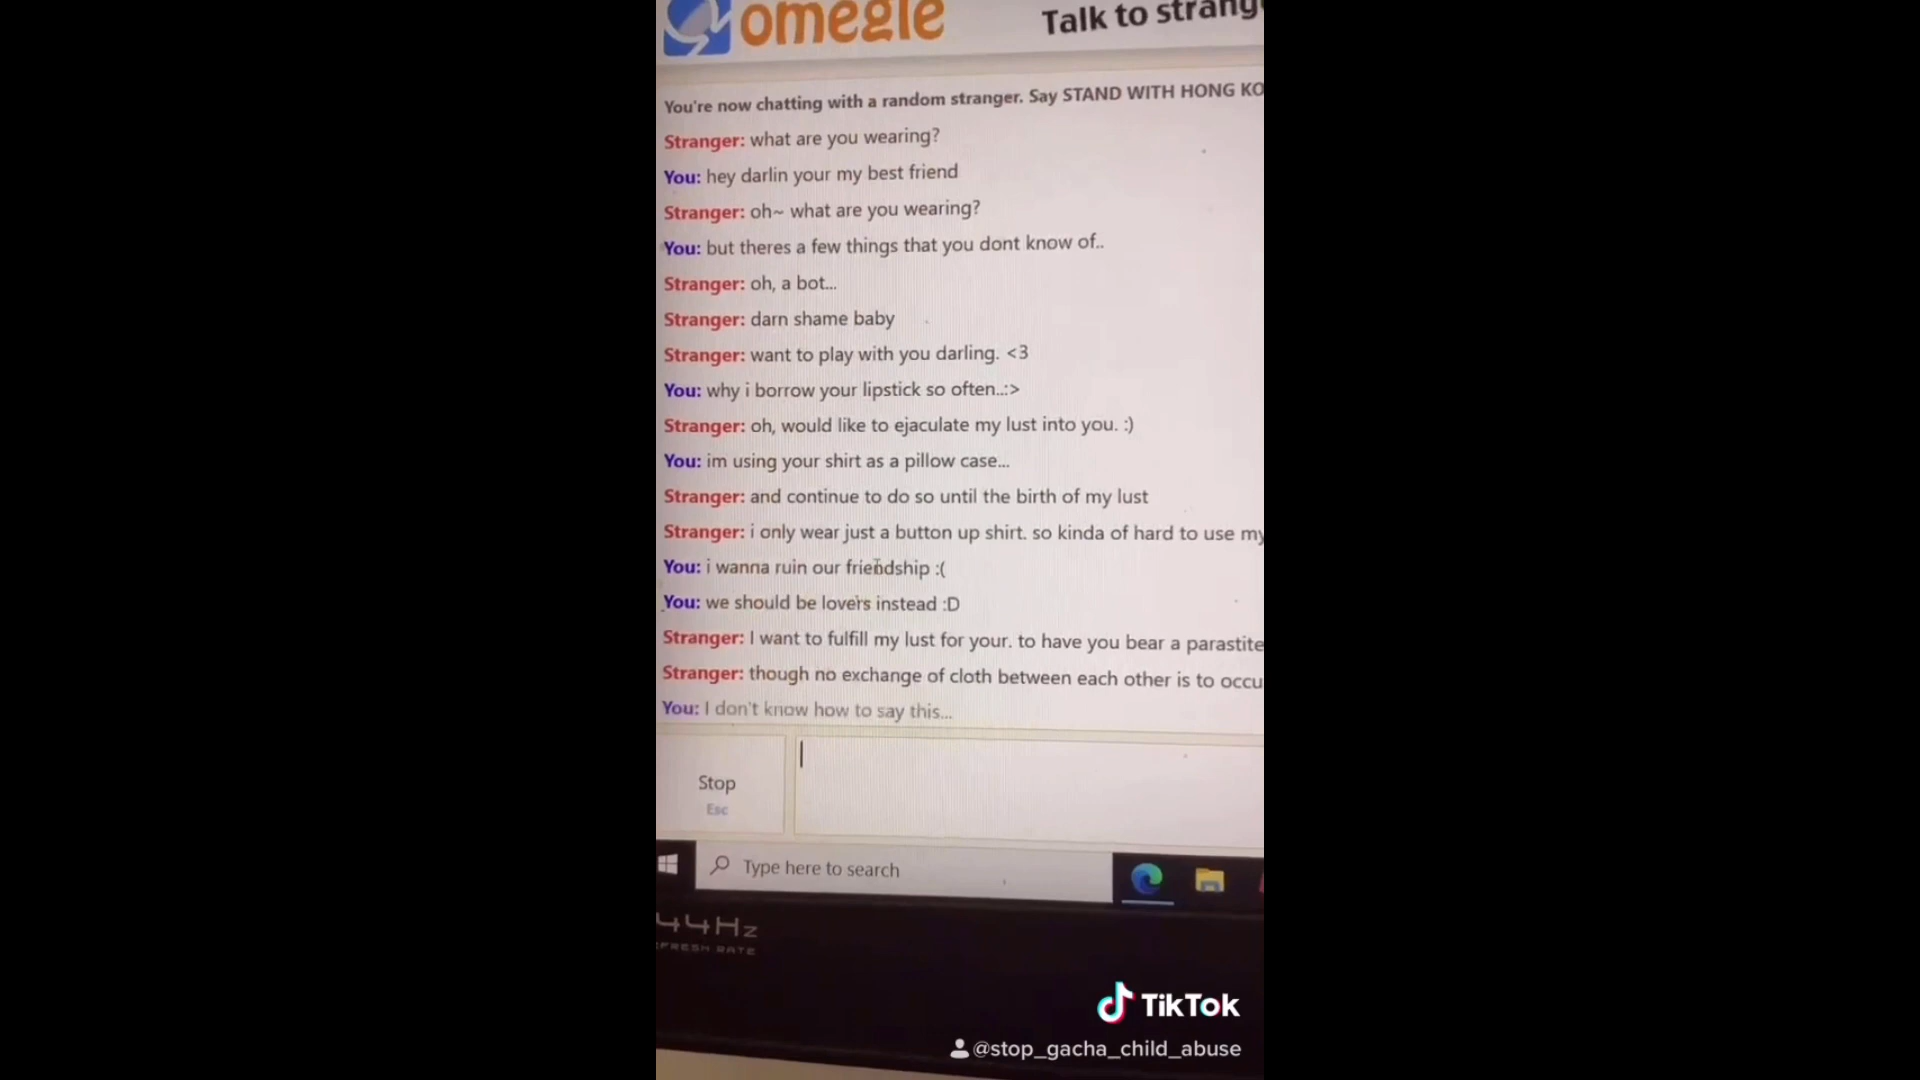 omegle
Talk to strang
You're now chatting with a random stranger. Say STAND WITH HONG KO
Stranger: what are you wearing?
You: hey darlin your my best friend
Stranger: oh~ what are you wearing?
You: but theres a few things that you dont know of..
Stranger: oh, a bot...
Stranger: darn shame baby
Stranger: want to play with you darling. <3
You: why i borrow your lipstick so often..:>
Stranger: oh, would like to ejaculate my lust into you. :)
You: im using your shirt as a pillow case...
Stranger: and continue to do so until the birth of my lust
Stranger: i only wear just a button up shirt. so kinda of hard to use my
You: i wanna ruin our friendship :(
You: we should be lovers instead :D
Stranger: I want to fulfill my lust for your. to have you bear a parastite
Stranger: though no exchange of cloth between each other is to occu
You: I don't know how to say this...
Stop
Esc
Type here to search
44Hz
EFRESH RATE
TikTok
@stop_gacha_child_abuse